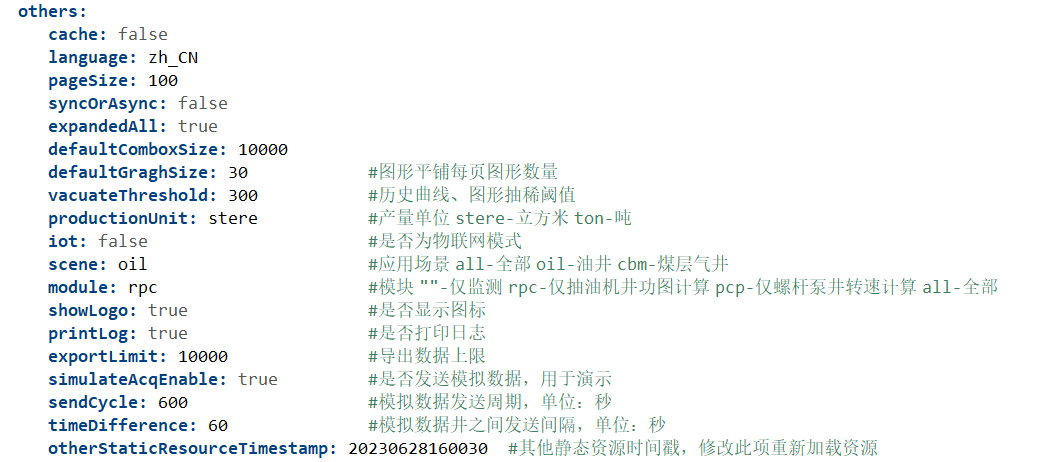 others:
cache: false
language: zh_CN
pageSize: 100
syncOrAsync: false
expandedAll: true
defaultComboxSize: 10000
defaultGraghSize: 30 #图形平铺每页图形数量
vacuateThreshold: 300 #历史曲线、图形抽稀阈值
productionUnit: stere #产量单位 stere-立方米 ton-吨
iot: false #是否为物联网模式
scene: oil #应用场景 all-全部 oil-油井 cbm-煤层气井
module: rpc #模块 ""-仅监测 rpc-仅抽油机井功图计算 pcp-仅螺杆泵井转速计算 all-全部
showLogo: true #是否显示图标
printLog: true #是否打印日志
exportLimit: 10000 #导出数据上限
simulateAcqEnable: true #是否发送模拟数据，用于演示
sendCycle: 600 #模拟数据发送周期，单位：秒
timeDifference: 60 #模拟数据井之间发送间隔，单位：秒
otherStaticResourceTimestamp: 20230628160030 #其他静态资源时间戳，修改此项重新加载资源